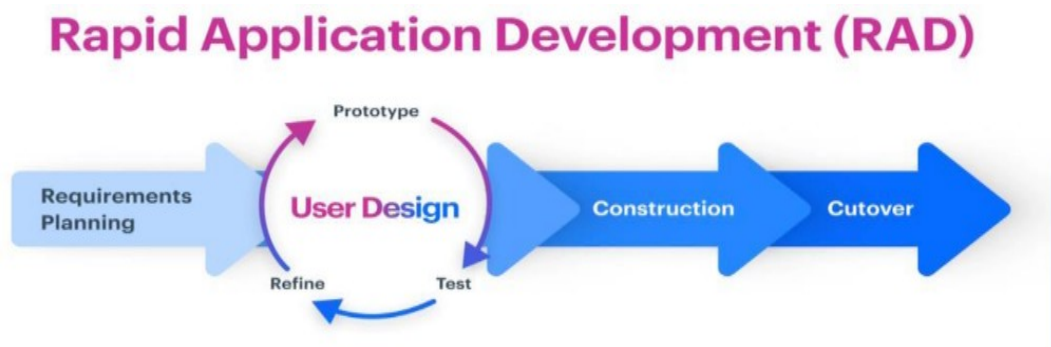 Rapid Application Development (RAD)
Prototype
Requirements
Planning
User Design
Construction
Cutover
Refine
Test